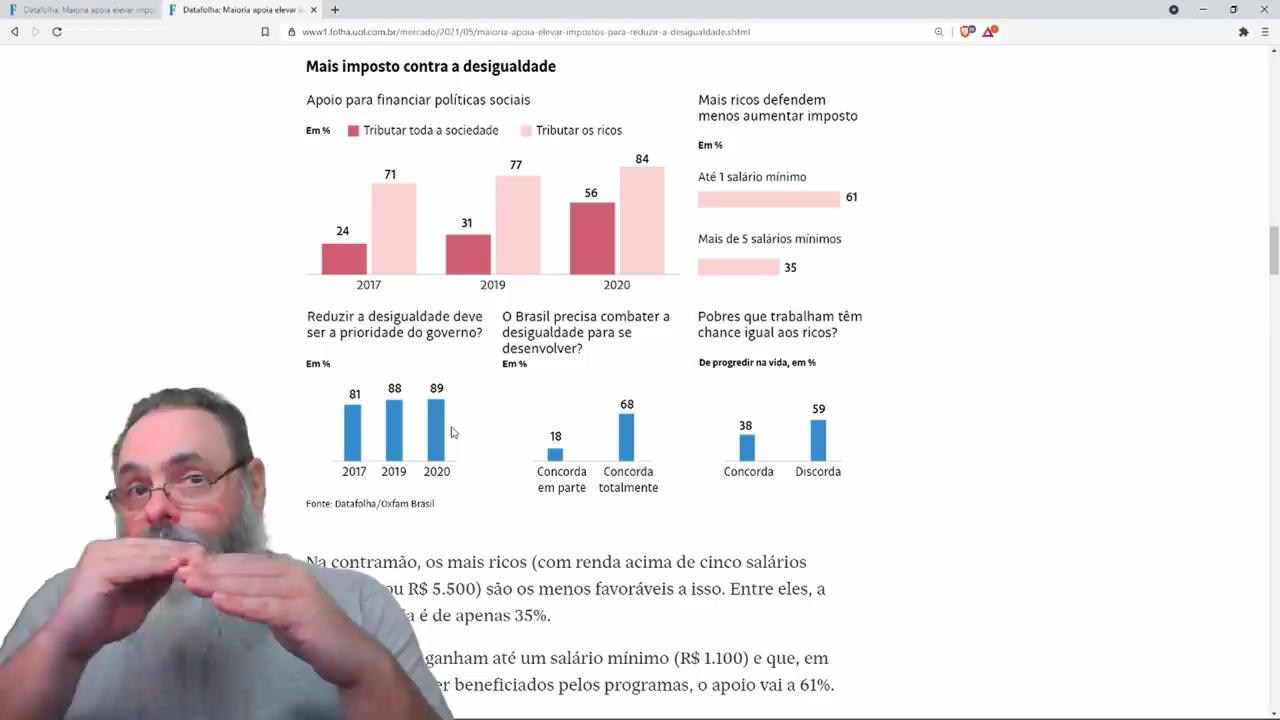 Datafolha: Maioria apoia elevar impos
Datafolha: Maioria apoia elevar i
www1.folha.uol.com.br/mercado/2021/05/maioria-apoia-elevar-impostos-para-reduzir-a-desigualdade.shtml
Mais imposto contra a desigualdade
Apoio para financiar políticas sociais
Em %
Tributar toda a sociedade
Tributar os ricos
24
71
31
77
56
84
2017
2019
2020
Mais ricos defendem
menos aumentar imposto
Em %
Até 1 salário mínimo
61
Mais de 5 salários mínimos
35
Reduzir a desigualdade deve
ser a prioridade do governo?
Em %
81
88
89
2017
2019
2020
O Brasil precisa combater a
desigualdade para se
desenvolver?
Em %
18
68
Concorda
em parte
Concorda
totalmente
Pobres que trabalham têm
chance igual aos ricos?
De progredir na vida, em %
38
59
Concorda
Discorda
Fonte: Datafolha/Oxfam Brasil
Na contramão, os mais ricos (com renda acima de cinco salários
ou R$ 5.500) são os menos favoráveis a isso. Entre eles, a
é de apenas 35%.
ganham até um salário mínimo (R$ 1.100) e que, em
beneficiados pelos programas, o apoio vai a 61%.